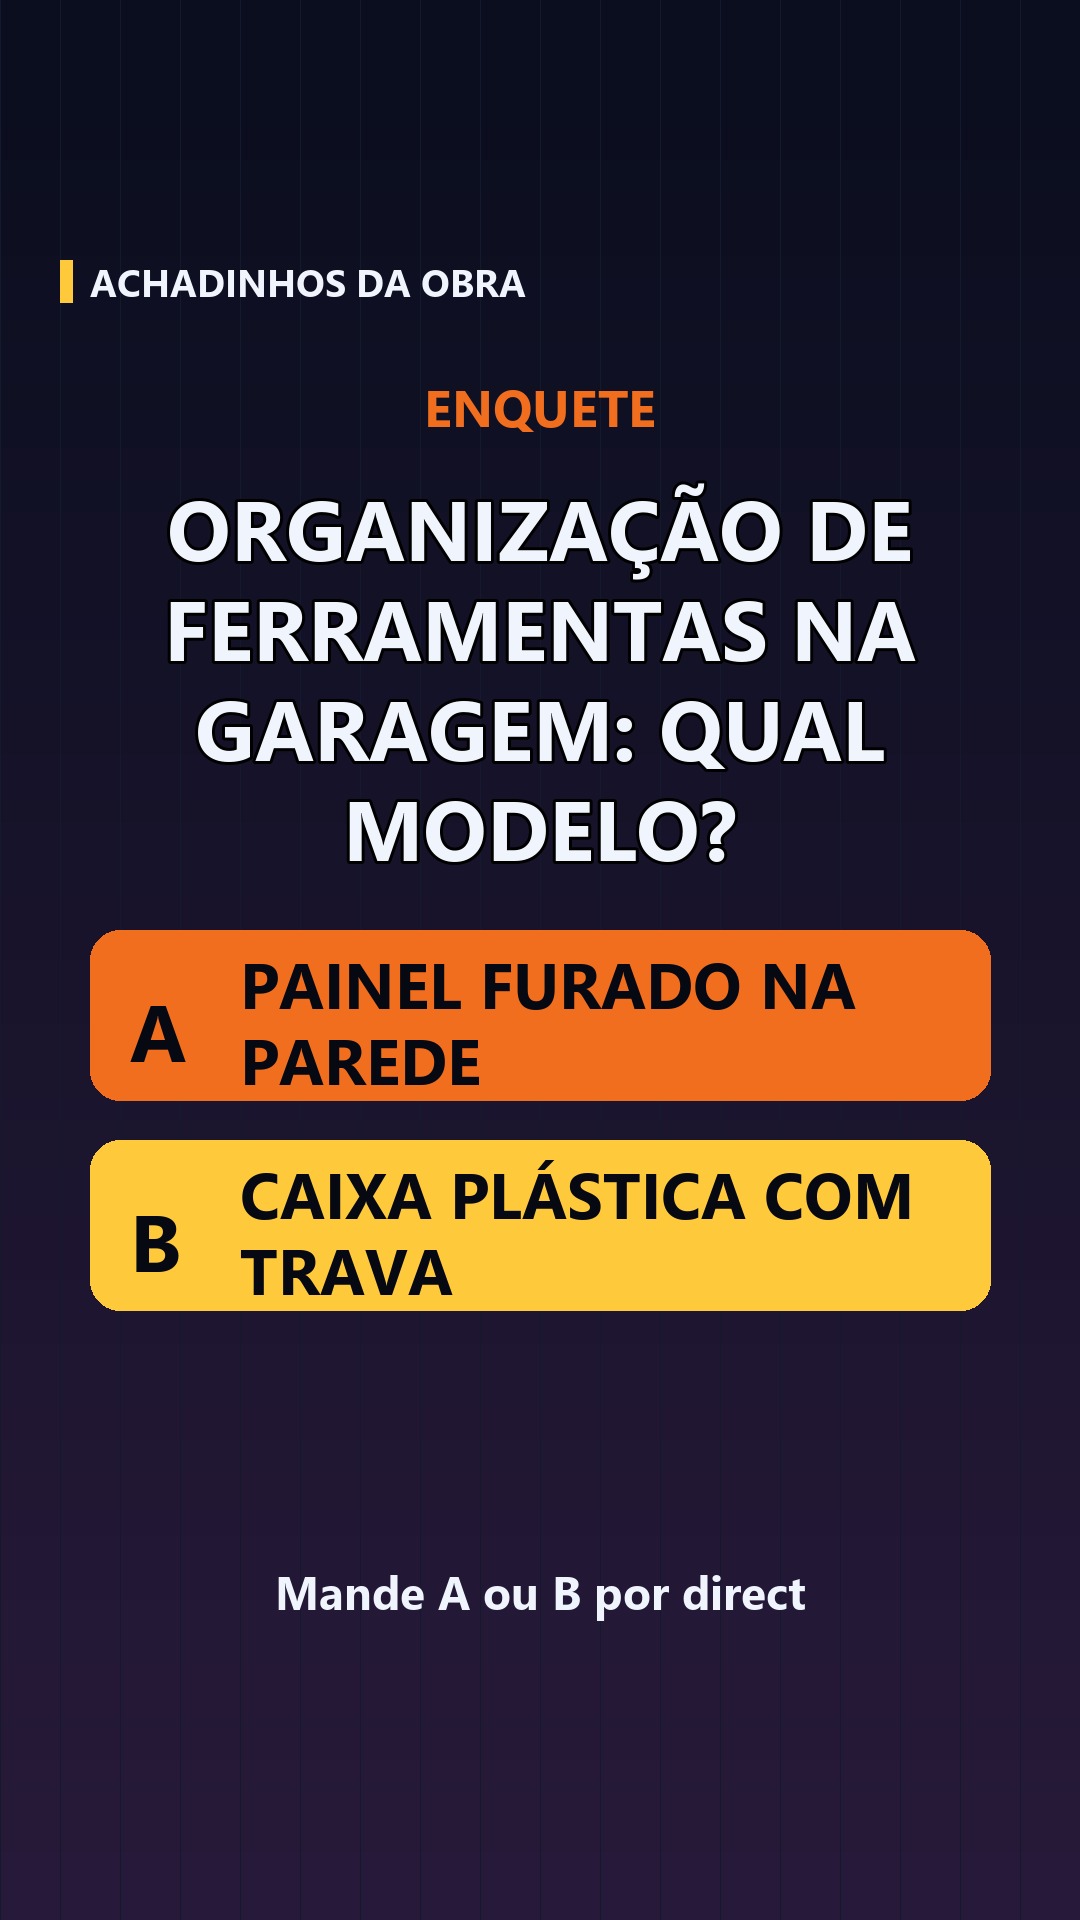 ACHADINHOS DA OBRA
ENQUETE
ORGANIZAÇÃO DE
FERRAMENTAS NA
GARAGEM: QUAL
MODELO?
A
PAINEL FURADO NA
PAREDE
B
CAIXA PLÁSTICA COM
TRAVA
Mande A ou B por direct